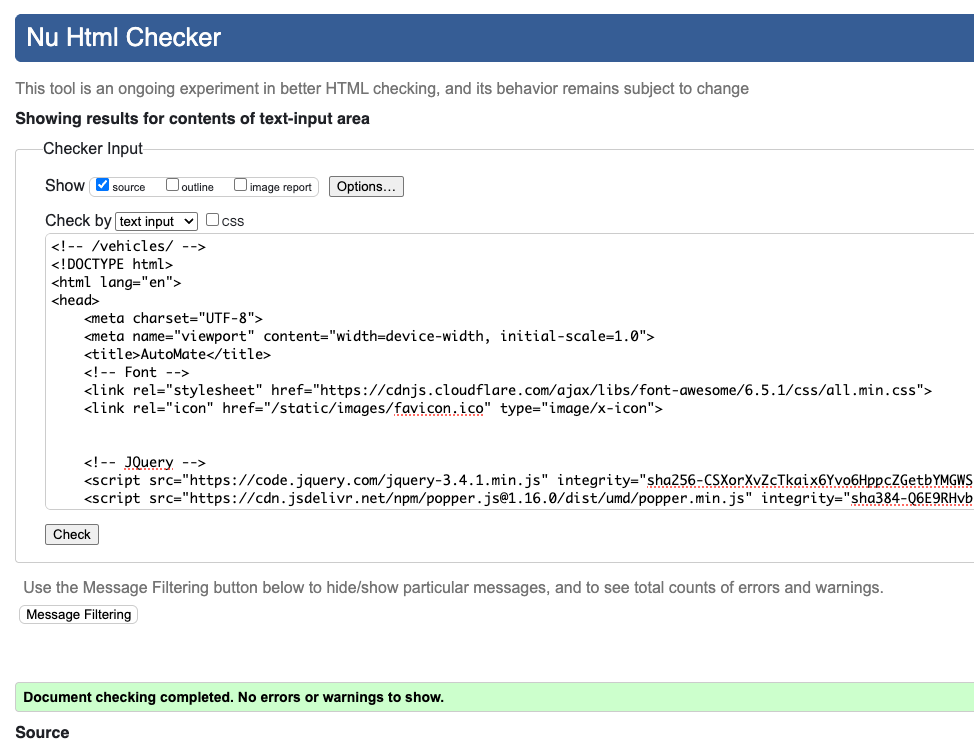 Nu Html Checker
This tool is an ongoing experiment in better HTML checking, and its behavior remains subject to change
Showing results for contents of text-input area
Checker Input
Show source outline image report Options...
Check by text input CSS
<!-- /vehicles/ -->
<!DOCTYPE html>
<html lang="en">
<head>
<meta charset="UTF-8">
<meta name="viewport" content="width=device-width, initial-scale=1.0">
<title>AutoMate</title>
<!-- Font -->
<link rel="stylesheet" href="https://cdnjs.cloudflare.com/ajax/libs/font-awesome/6.5.1/css/all.min.css">
<link rel="icon" href="/static/images/favicon.ico" type="image/x-icon">
<!-- JQuery -->
<script src="https://code.jquery.com/jquery-3.4.1.min.js" integrity="sha256-CSXorXvZcTkaix6Yvo6HppcZGetbYMGWS
<script src="https://cdn.jsdelivr.net/npm/popper.js@1.16.0/dist/umd/popper.min.js" integrity="sha384-Q6E9RHvb
Check
Use the Message Filtering button below to hide/show particular messages, and to see total counts of errors and warnings.
Message Filtering
Document checking completed. No errors or warnings to show.
Source